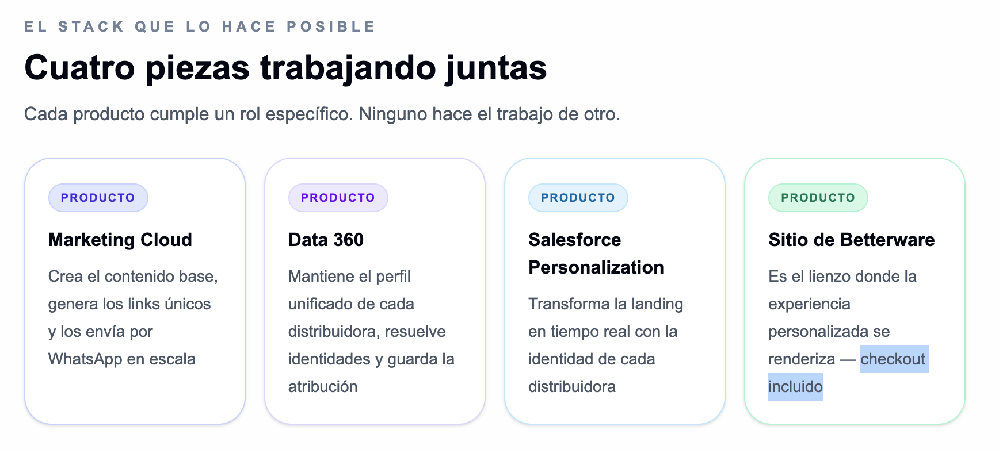 EL STACK QUE LO HACE POSIBLE
Cuatro piezas trabajando juntas
Cada producto cumple un rol específico. Ninguno hace el trabajo de otro.
PRODUCTO
Marketing Cloud
Crea el contenido base,
genera los links únicos
y los envía por
WhatsApp en escala
PRODUCTO
Data 360
Mantiene el perfil
unificado de cada
distribuidora, resuelve
identidades y guarda la
atribución
PRODUCTO
Salesforce
Personalization
Transforma la landing
en tiempo real con la
identidad de cada
distribuidora
PRODUCTO
Sitio de Betterware
Es el lienzo donde la
experiencia
personalizada se
renderiza — checkout
incluido